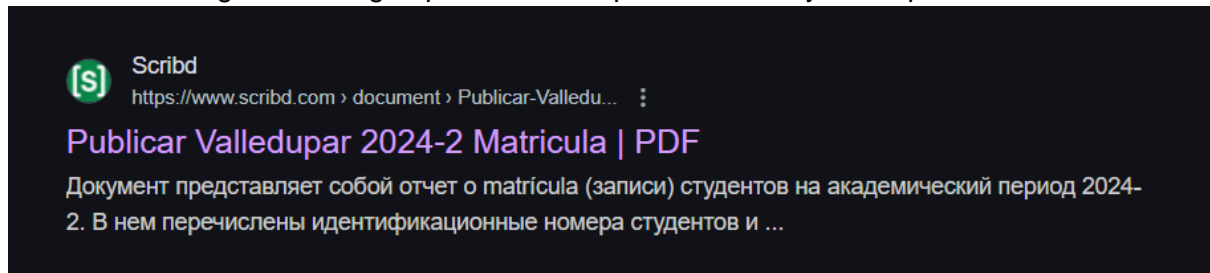 [s]
Scribd
https://www.scribd.com › document › Publicar-Valledu...
Publicar Valledupar 2024-2 Matricula | PDF
Документ представляет собой отчет о matrícula (записи) студентов на академический период 2024-
2. В нем перечислены идентификационные номера студентов и ...